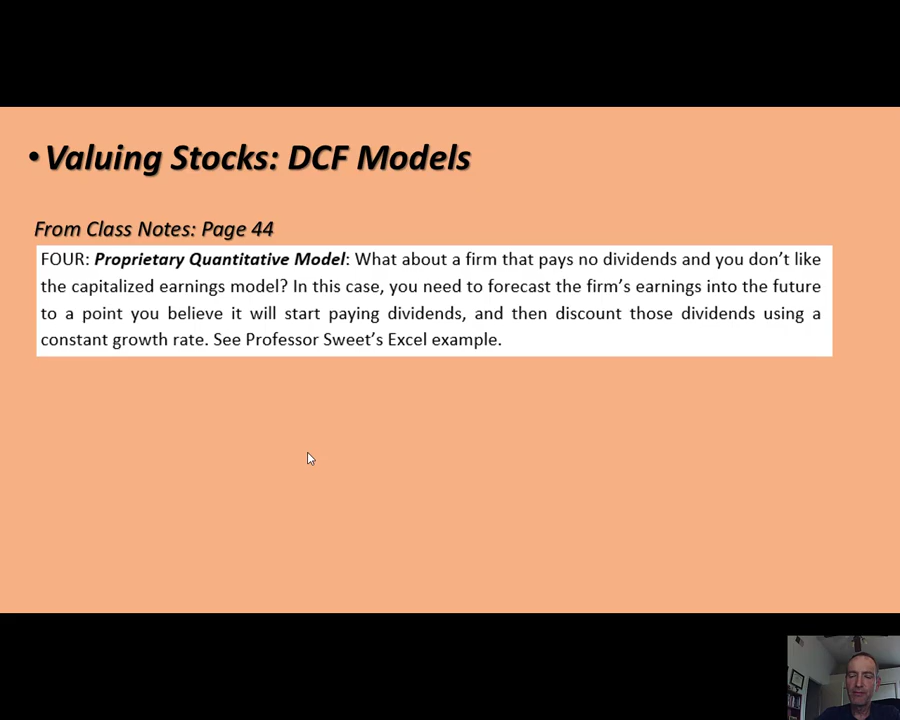 • Valuing Stocks: DCF Models
From Class Notes: Page 44
FOUR: Proprietary Quantitative Model: What about a firm that pays no dividends and you don’t like
the capitalized earnings model? In this case, you need to forecast the firm’s earnings into the future
to a point you believe it will start paying dividends, and then discount those dividends using a
constant growth rate. See Professor Sweet’s Excel example.